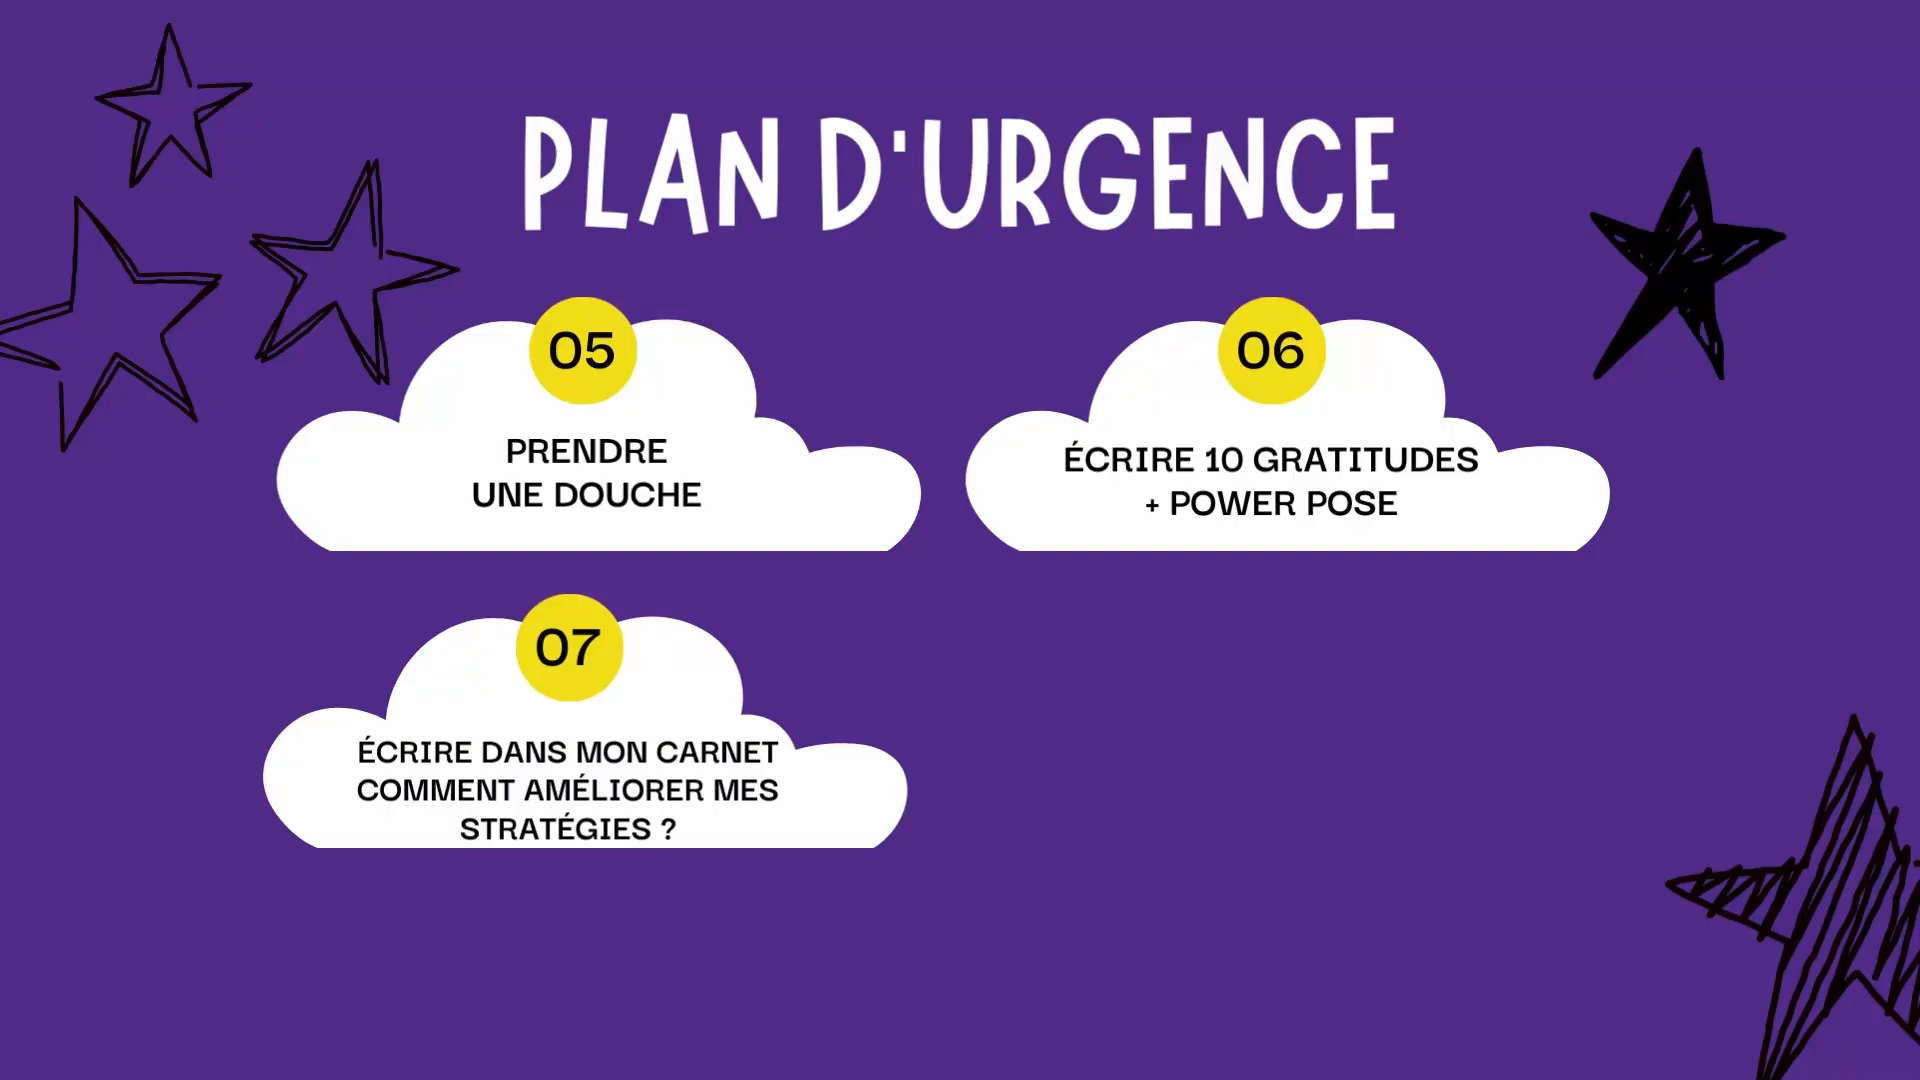 PLAN D'URGENCE
05
PRENDRE
UNE DOUCHE
06
ÉCRIRE 10 GRATITUDES
+ POWER POSE
07
ÉCRIRE DANS MON CARNET
COMMENT AMÉLIORER MES
STRATÉGIES ?